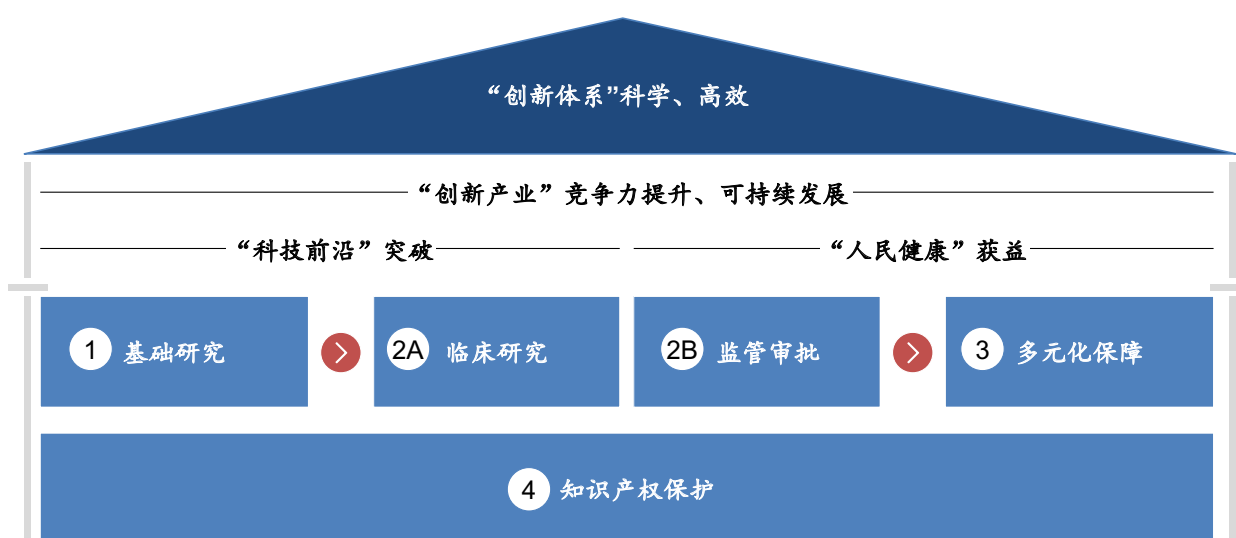 “创新体系”科学、高效
“创新产业”竞争力提升、可持续发展
“科技前沿”突破
“人民健康”获益
1 基础研究
2A 临床研究
2B 监管审批
3 多元化保障
4 知识产权保护